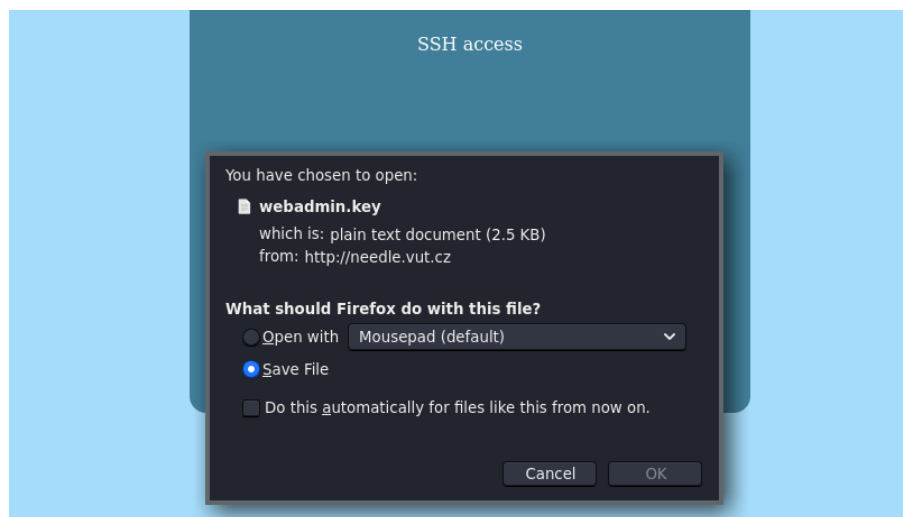 SSH access
You have chosen to open:
webadmin.key
which is: plain text document (2.5 KB)
from: http://needle.vut.cz
What should Firefox do with this file?
Open with Mousepad (default)
Save File
Do this automatically for files like this from now on.
Cancel OK